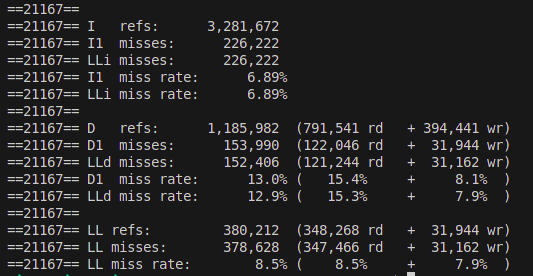 ==21167==
==21167== I   refs:      3,281,672
==21167== I1  misses:      226,222
==21167== LLi misses:      226,222
==21167== I1  miss rate:      6.89%
==21167== LLi miss rate:      6.89%
==21167==
==21167== D   refs:      1,185,982  (791,541 rd   + 394,441 wr)
==21167== D1  misses:      153,990  (122,046 rd   +  31,944 wr)
==21167== LLd misses:      152,406  (121,244 rd   +  31,162 wr)
==21167== D1  miss rate:      13.0% (   15.4%     +    8.1%  )
==21167== LLd miss rate:      12.9% (   15.3%     +    7.9%  )
==21167==
==21167== LL refs:         380,212  (348,268 rd   +  31,944 wr)
==21167== LL misses:       378,628  (347,466 rd   +  31,162 wr)
==21167== LL miss rate:        8.5% (    8.5%     +    7.9%  )